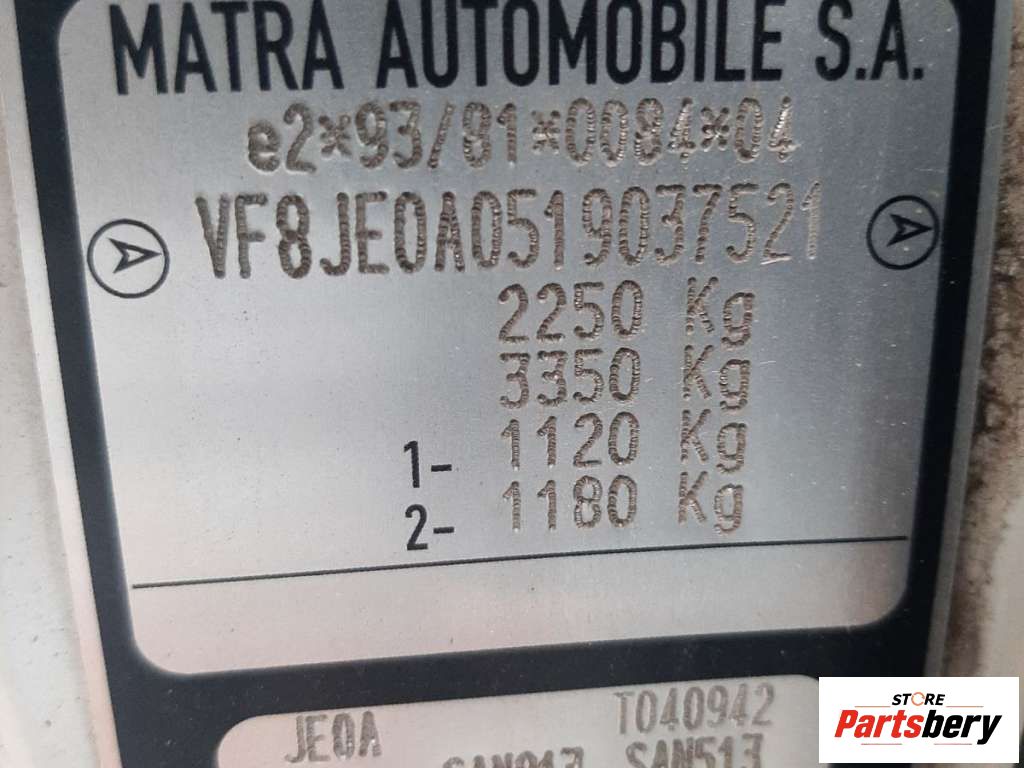 MATRA AUTOMOBILE S.A.
e2*93/81*0084*04
VF8JE0A0519037521
2250 Kg
3350 Kg
1- 1120 Kg
2- 1180 Kg
JE0A T040942
SAN513
STORE
Partsbery